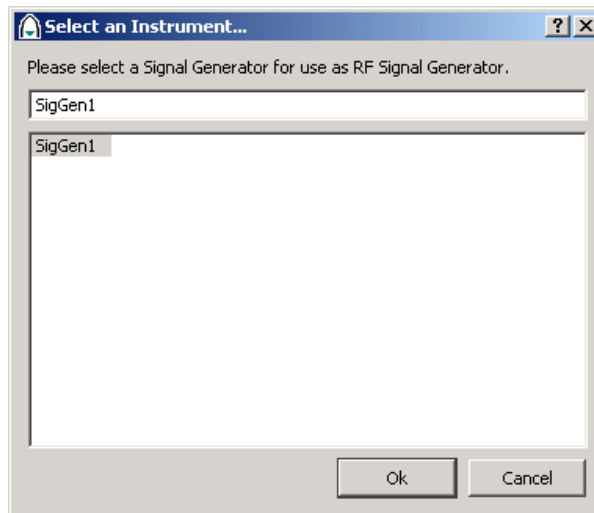 Select an Instrument...
Please select a Signal Generator for use as RF Signal Generator.
SigGen1
SigGen1
Ok
Cancel